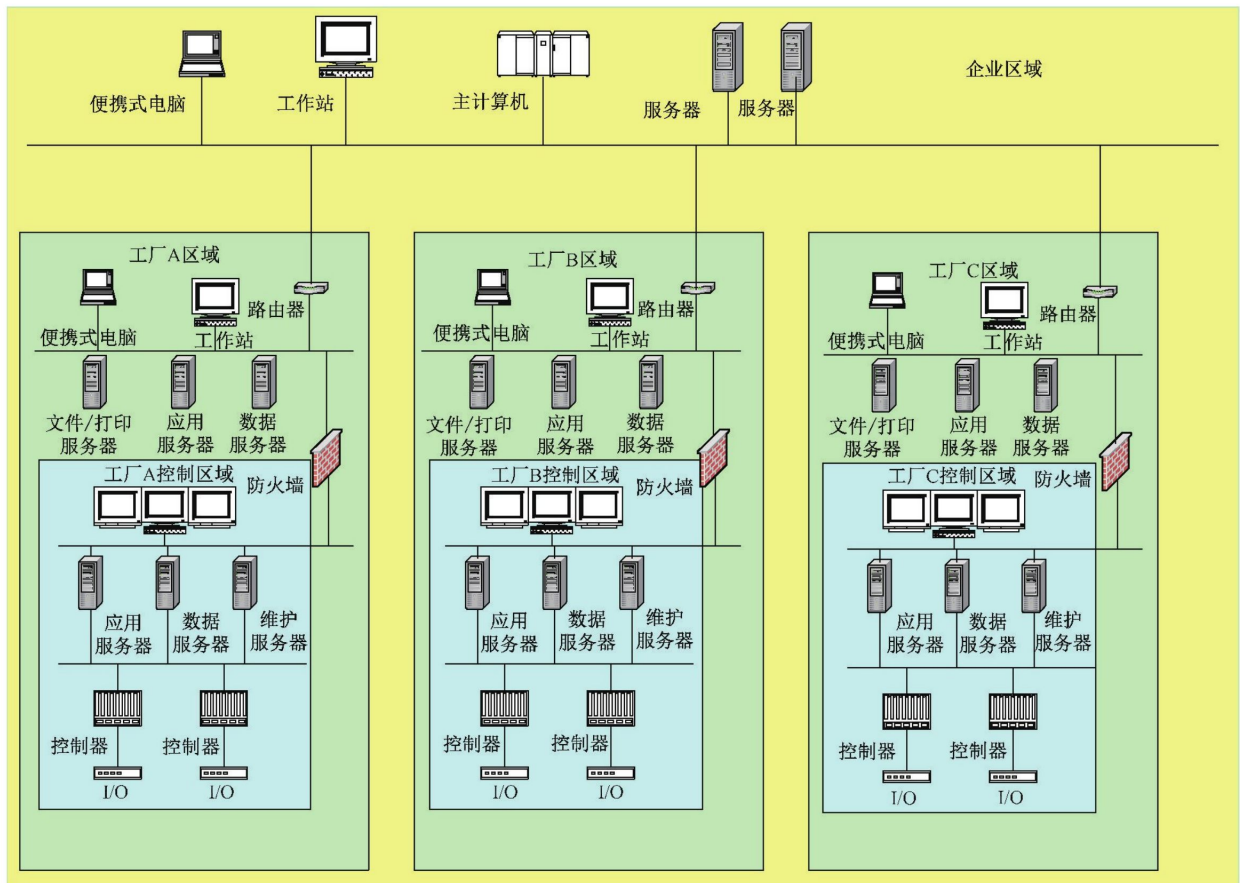 企业区域
便携式电脑
工作站
主计算机
服务器
服务器
工厂A区域
路由器
便携式电脑
工作站
文件/打印
服务器
应用
服务器
数据
服务器
工厂A控制区域
防火墙
应用
服务器
数据
服务器
维护
服务器
控制器
控制器
I/O
I/O
工厂B区域
路由器
便携式电脑
工作站
文件/打印
服务器
应用
服务器
数据
服务器
工厂B控制区域
防火墙
应用
服务器
数据
服务器
维护
服务器
控制器
控制器
I/O
I/O
工厂C区域
路由器
便携式电脑
工作站
文件/打印
服务器
应用
服务器
数据
服务器
工厂C控制区域
防火墙
应用
服务器
数据
服务器
维护
服务器
控制器
控制器
I/O
I/O